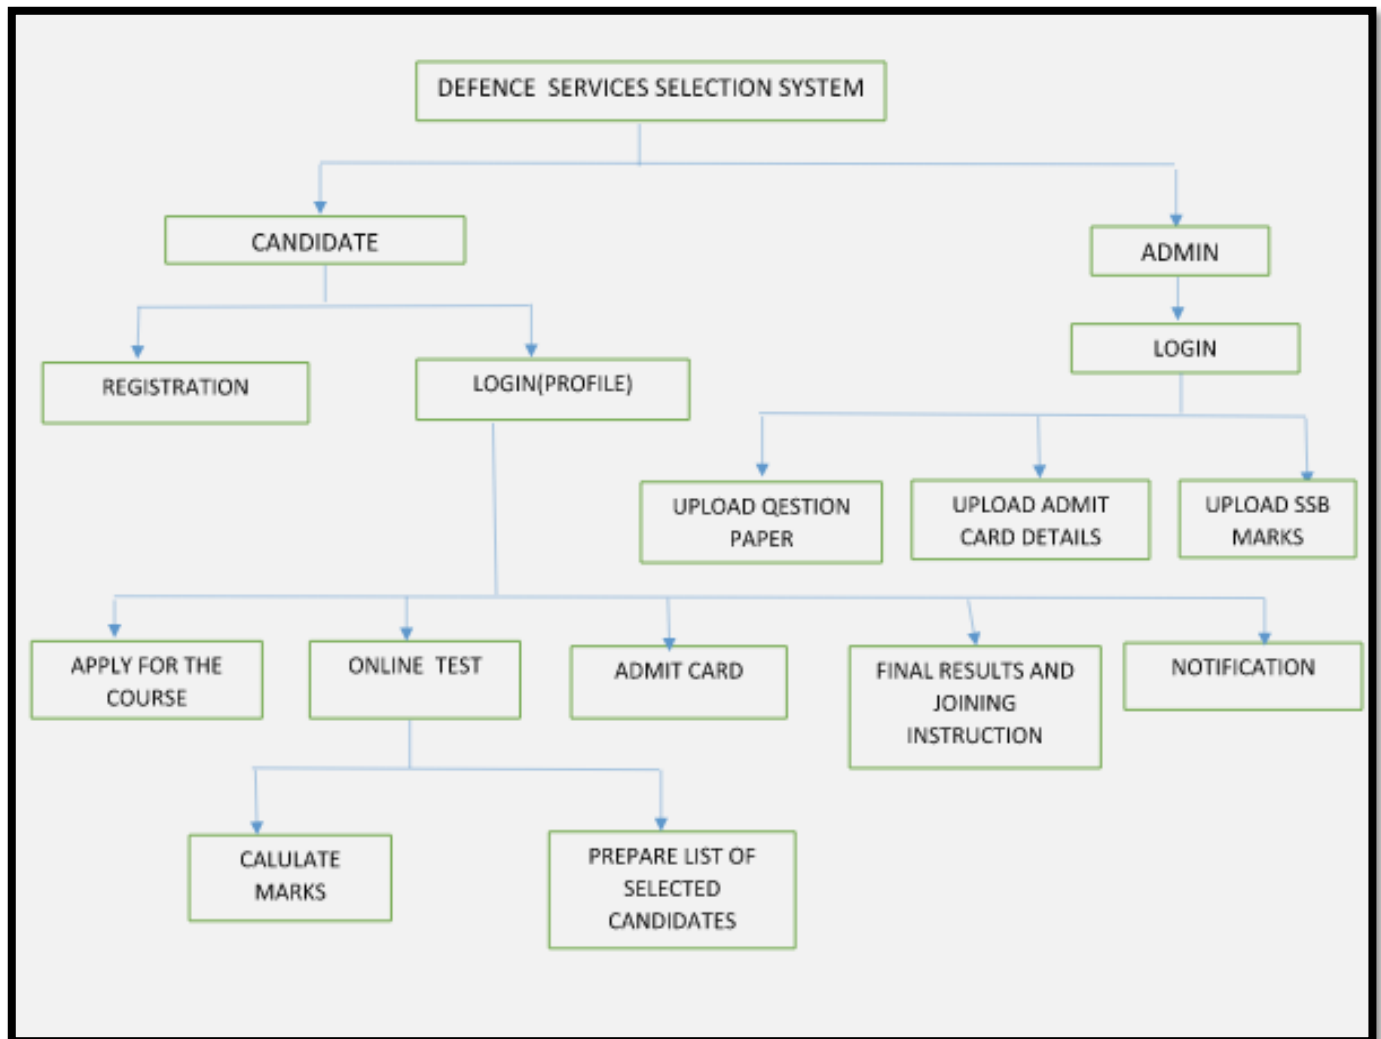 DEFENCE SERVICES SELECTION SYSTEM
CANDIDATE
ADMIN
REGISTRATION
LOGIN(PROFILE)
LOGIN
UPLOAD QESTION
PAPER
UPLOAD ADMIT
CARD DETAILS
UPLOAD SSB
MARKS
APPLY FOR THE
COURSE
ONLINE TEST
ADMIT CARD
FINAL RESULTS AND
JOINING
INSTRUCTION
NOTIFICATION
CALULATE
MARKS
PREPARE LIST OF
SELECTED
CANDIDATES